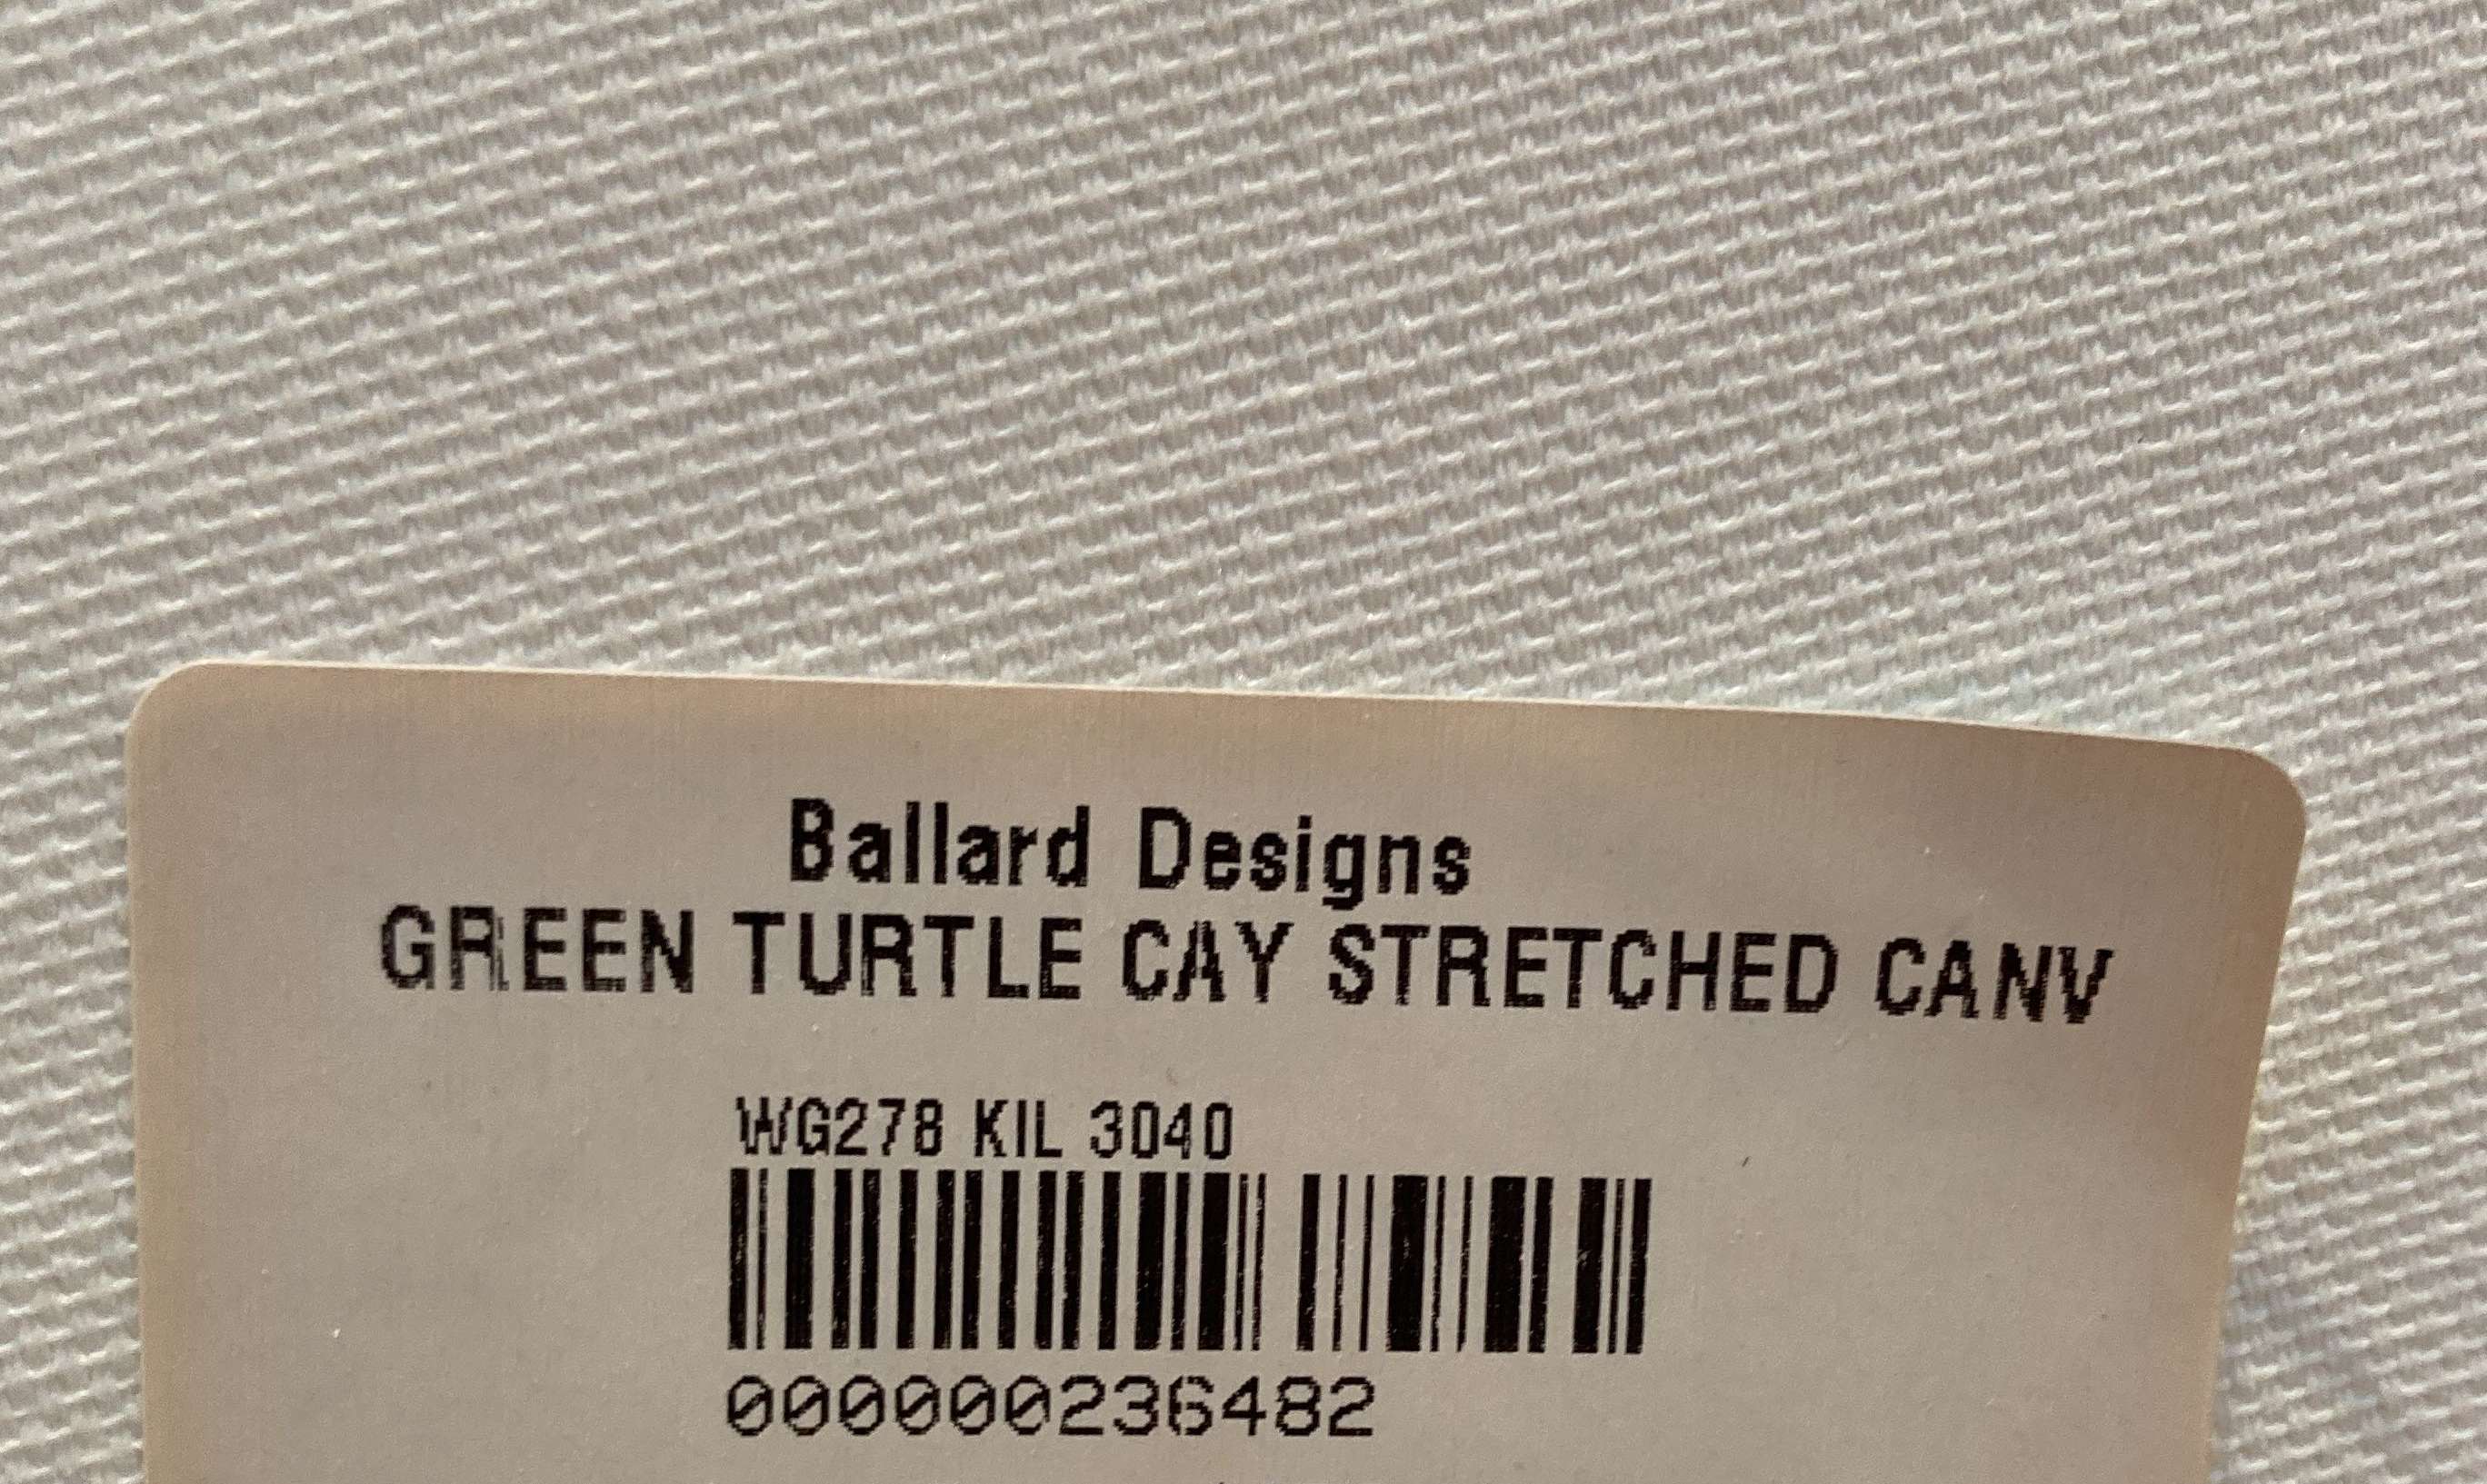 Ballard Designs
GREEN TURTLE CAY STRETCHED CANV
WG278 KIL 3040
000000236482